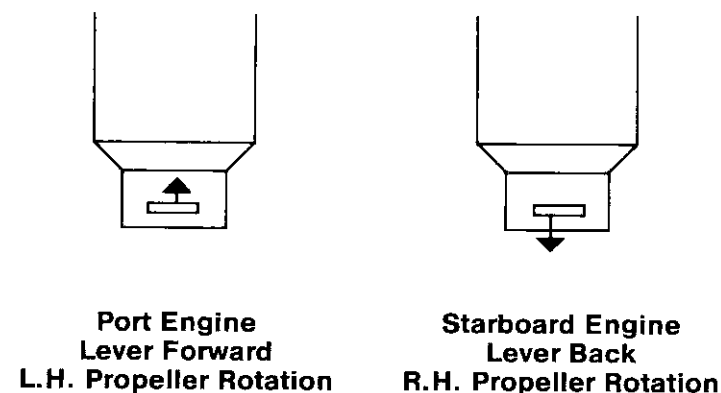 Port Engine
Lever Forward
L.H. Propeller Rotation
Starboard Engine
Lever Back
R.H. Propeller Rotation